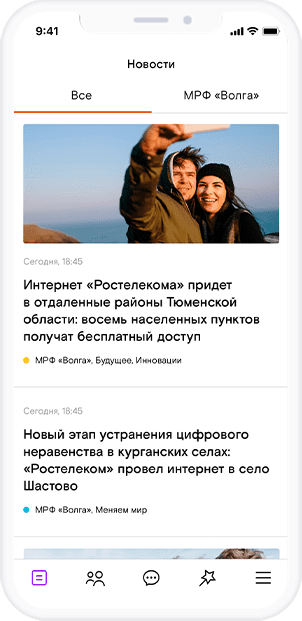 9:41
Новости
Все МРФ «Волга»
Сегодня, 18:45
Интернет «Ростелекома» придет
в отдаленные районы Тюменской
области: восемь населенных пунктов
получат бесплатный доступ
МРФ «Волга», Будущее, Инновации
Сегодня, 18:45
Новый этап устранения цифрового
неравенства в курганских селах:
«Ростелеком» провел интернет в село
Шастово
МРФ «Волга», Меняем мир